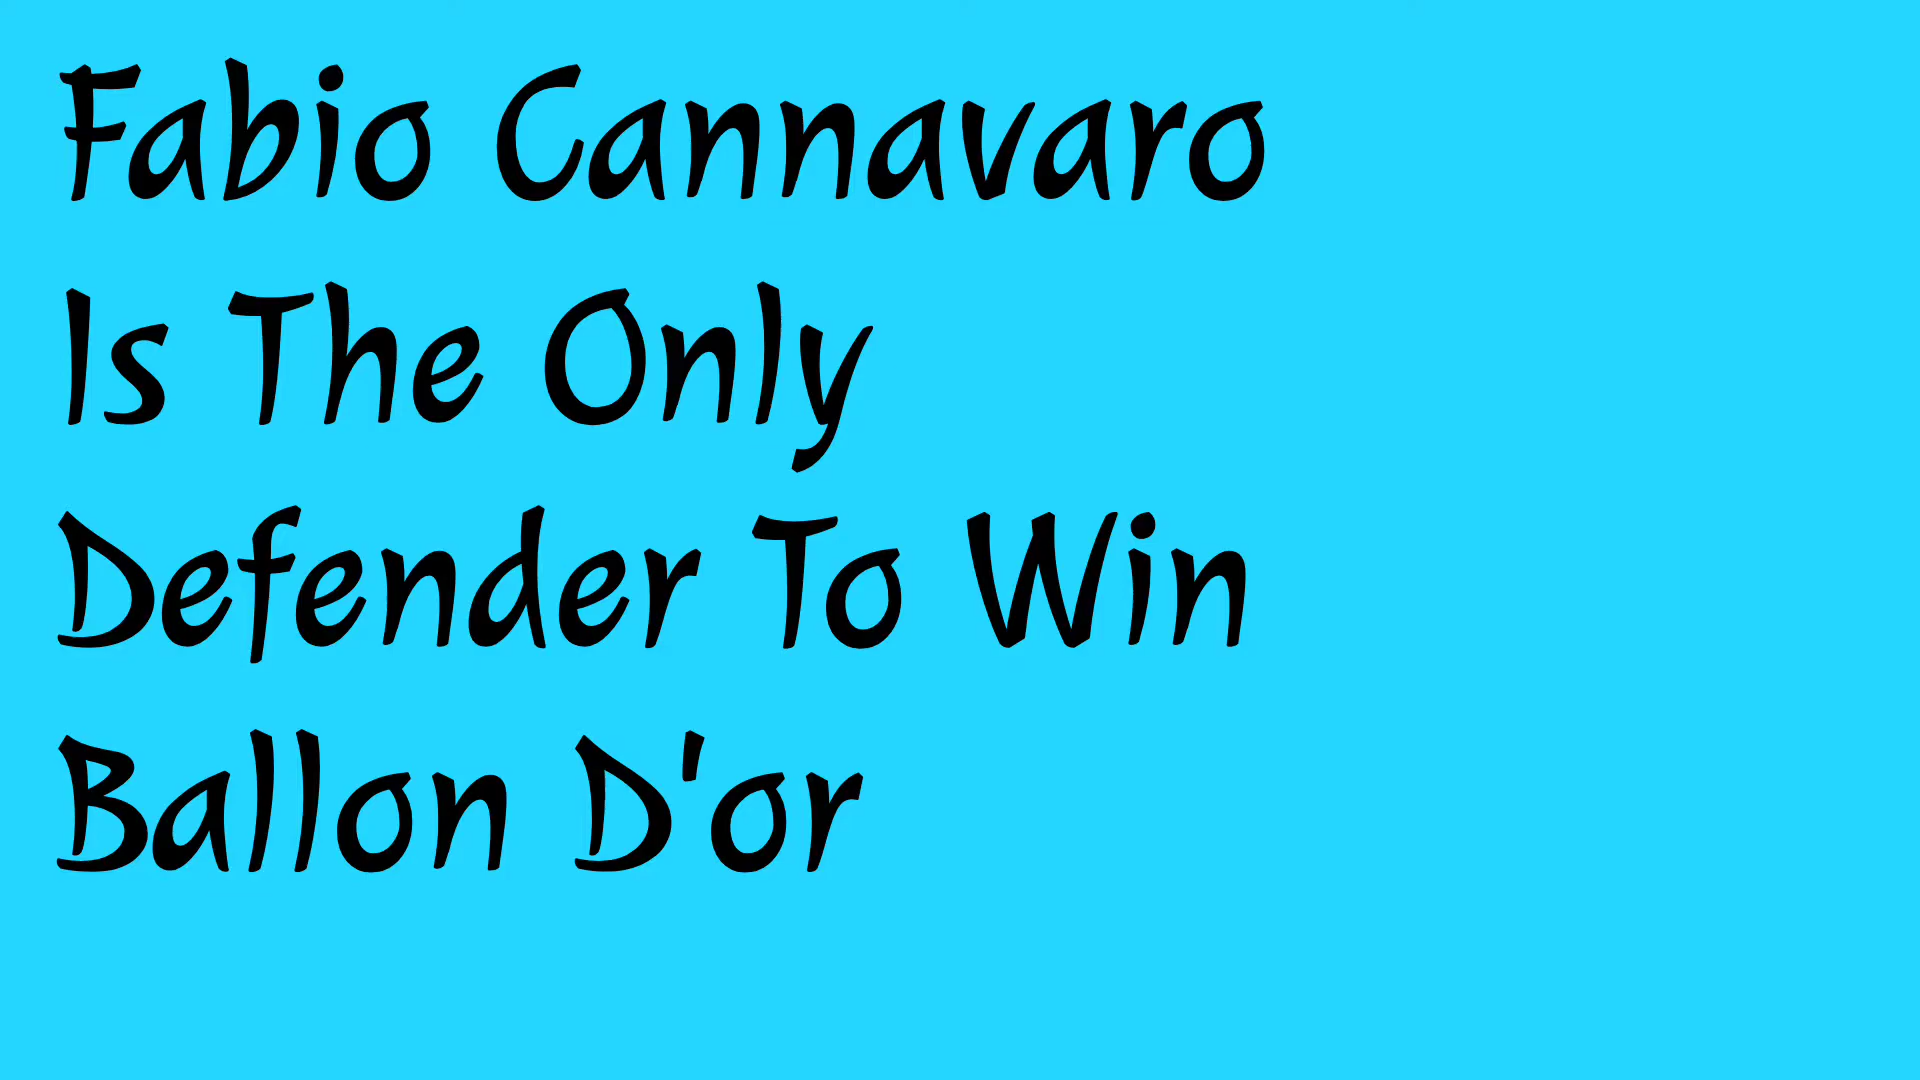 Fabio Cannavaro
Is The Only
Defender To Win
Ballon D'or